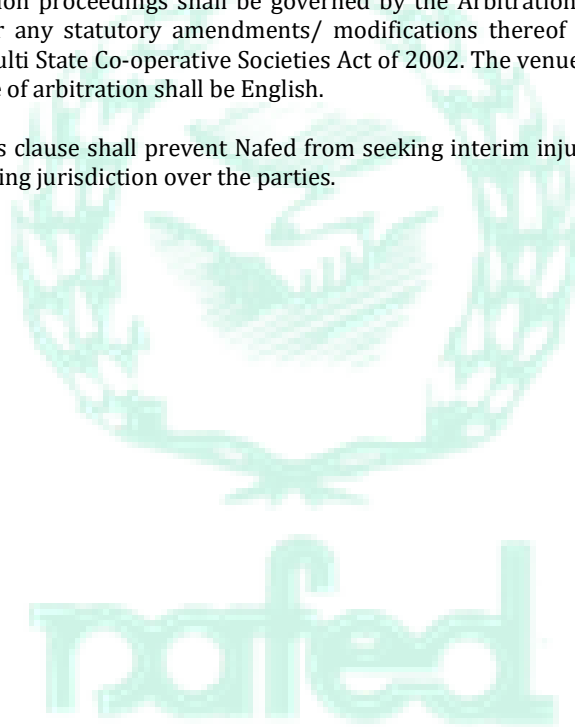 on proceedings shall be governed by the Arbitration
r any statutory amendments/ modifications thereof
ulti State Co-operative Societies Act of 2002. The venue
e of arbitration shall be English.
s clause shall prevent Nafed from seeking interim inju
ing jurisdiction over the parties.
nafed